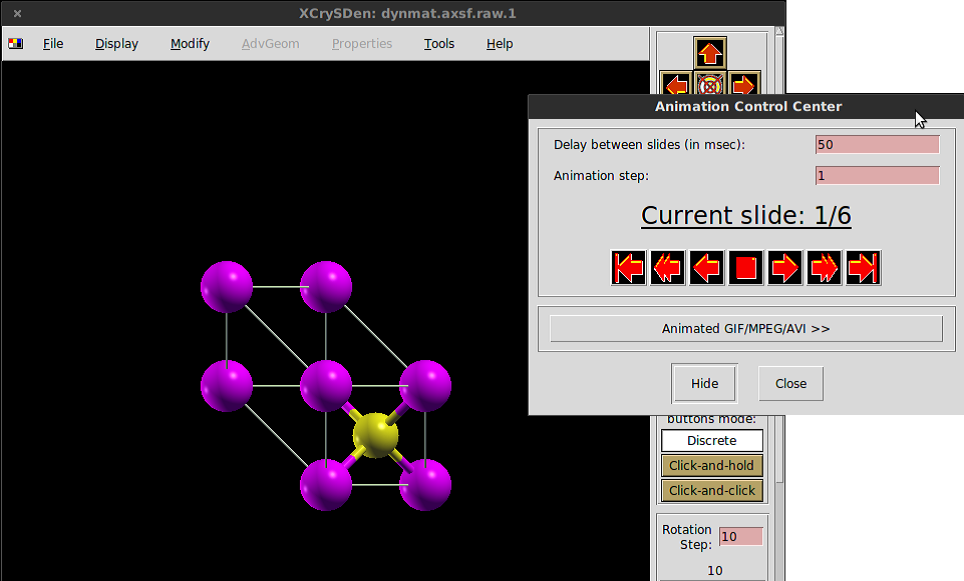 XCrySDen: dynmat.axsf.raw.1
File Display Modify AdvGeom Properties Tools Help
Animation Control Center
Delay between slides (in msec): 50
Animation step: 1
Current slide: 1/6
Animated GIF/MPEG/AVI >>
Hide Close
buttons mode:
Discrete
Click-and-hold
Click-and-click
Rotation
Step: 10
10